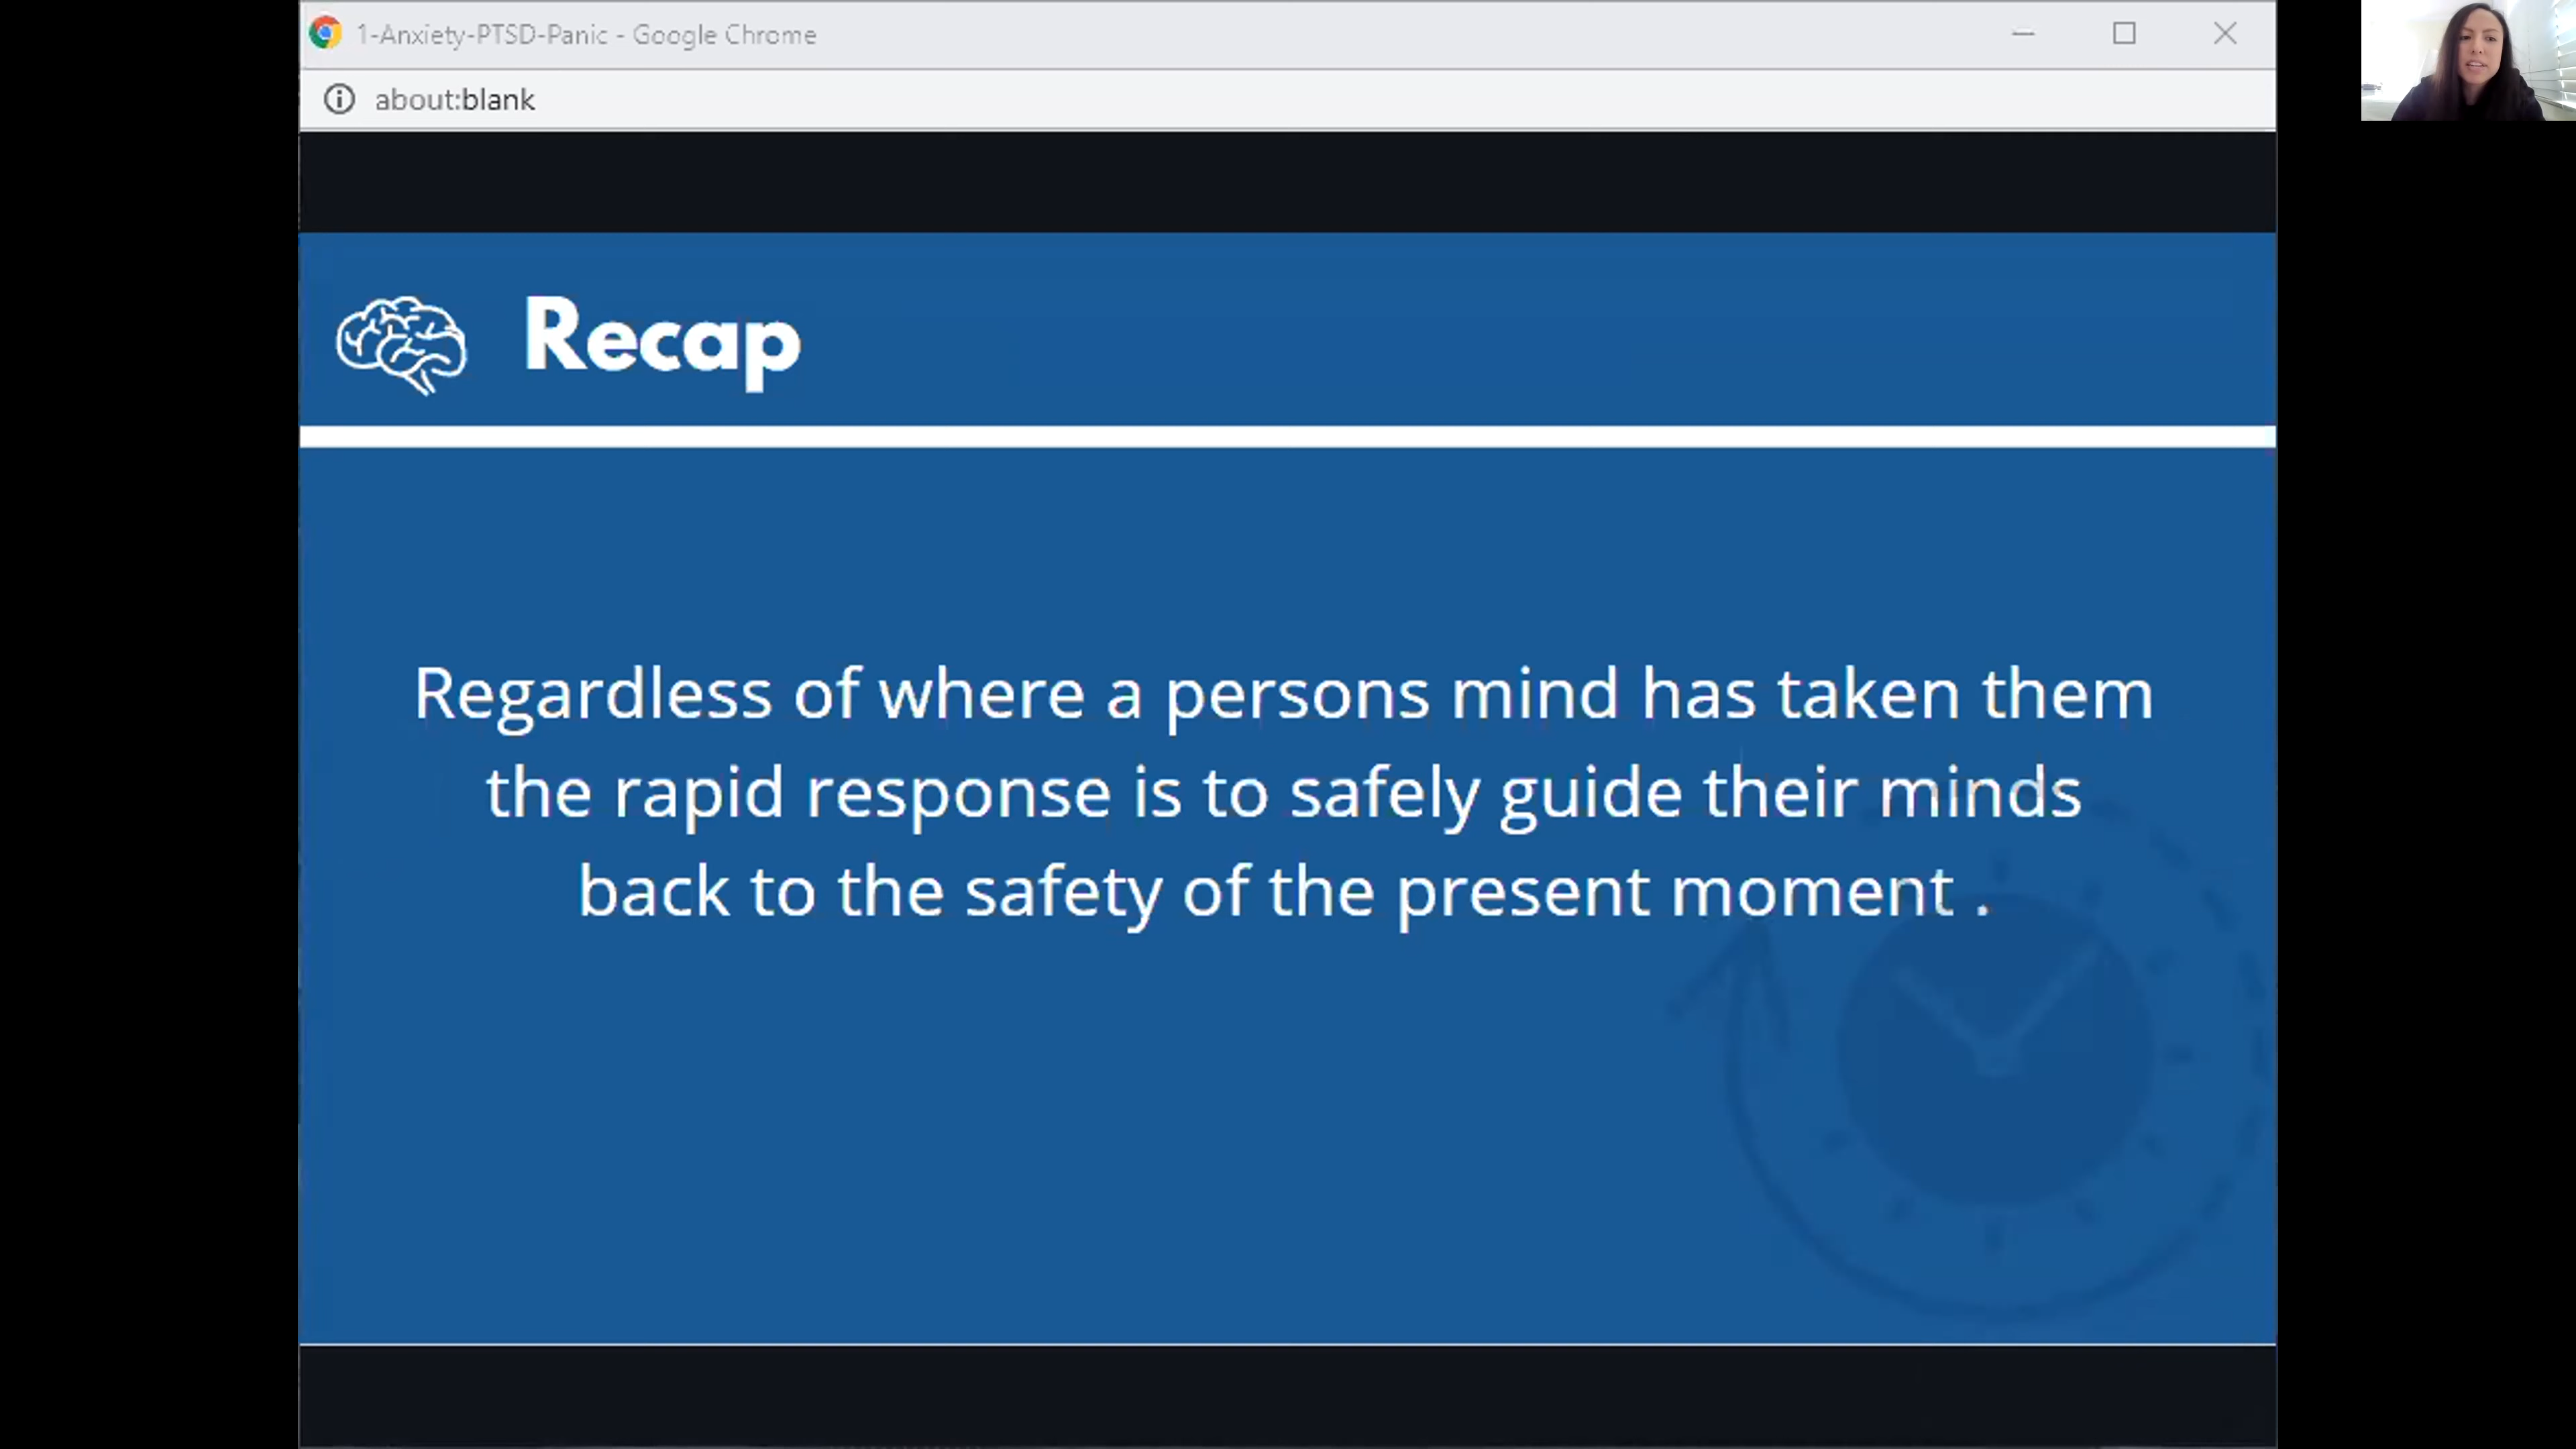 1-Anxiety-PTSD-Panic - Google Chrome
about:blank
Recap
Regardless of where a persons mind has taken them
the rapid response is to safely guide their minds
back to the safety of the present moment .